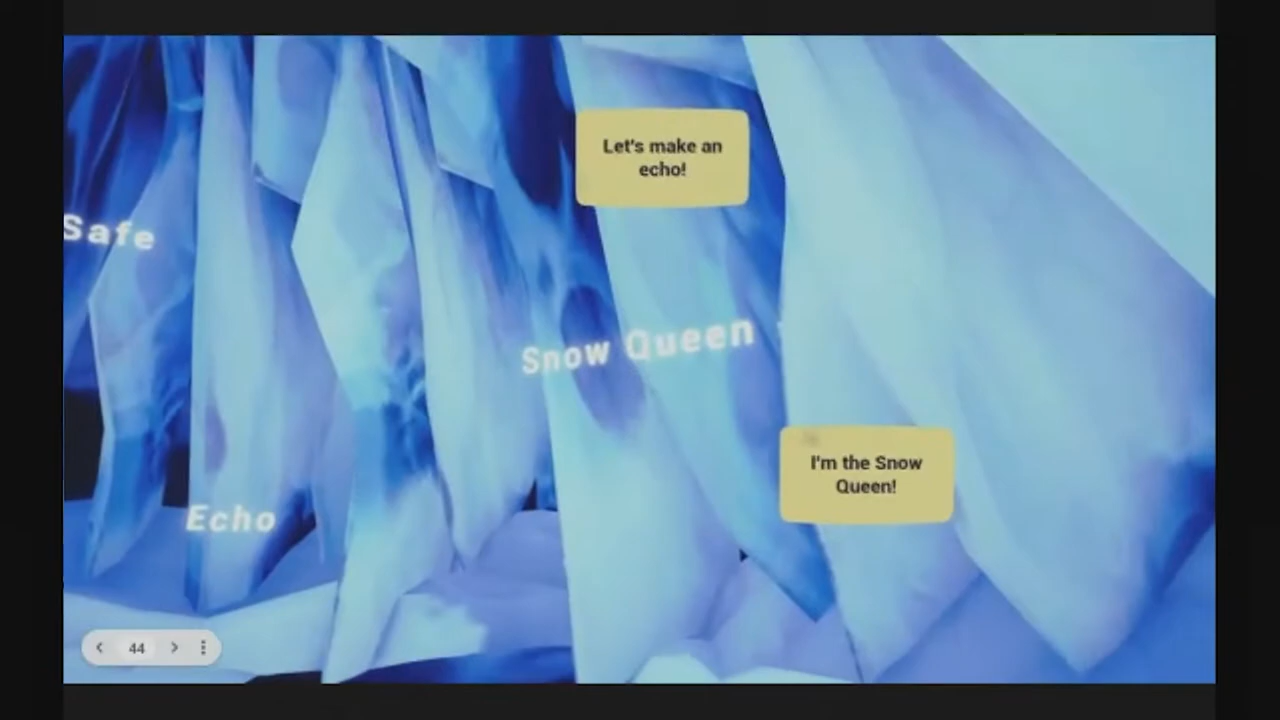 Let's make an
echo!
Safe
Snow Queen
I'm the Snow
Queen!
Echo
44